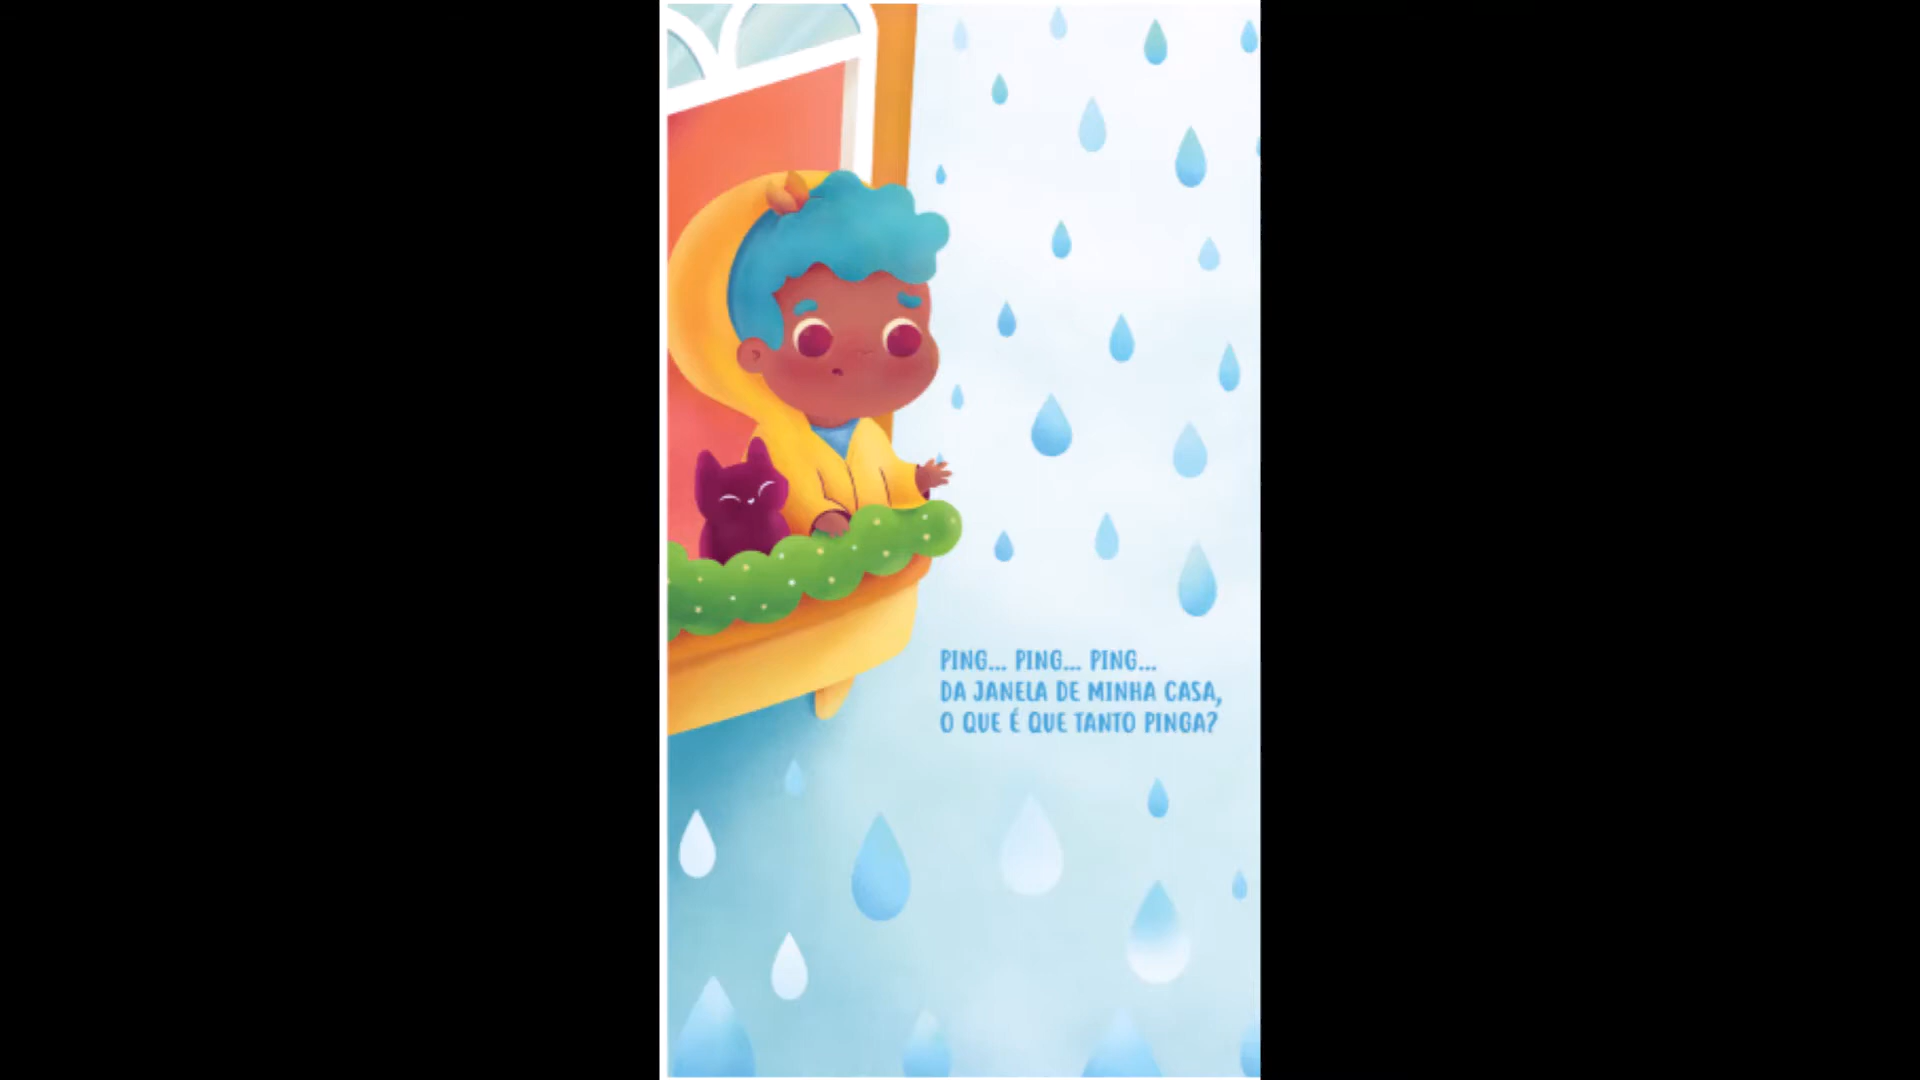 PING... PING... PING...
DA JANELA DE MINHA CASA,
O QUE É QUE TANTO PINGA?